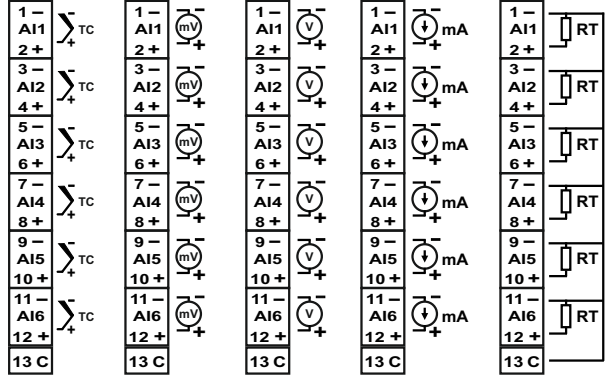 1 – 1 – 1 – 1 – 1 –
AI1 TC AI1 mV AI1 V AI1 mA AI1 RT
2 + 2 + 2 + 2 + 2 +
3 – 3 – 3 – 3 – 3 –
AI2 TC AI2 mV AI2 V AI2 mA AI2 RT
4 + 4 + 4 + 4 + 4 +
5 – 5 – 5 – 5 – 5 –
AI3 TC AI3 mV AI3 V AI3 mA AI3 RT
6 + 6 + 6 + 6 + 6 +
7 – 7 – 7 – 7 – 7 –
AI4 TC AI4 mV AI4 V AI4 mA AI4 RT
8 + 8 + 8 + 8 + 8 +
9 – 9 – 9 – 9 – 9 –
AI5 TC AI5 mV AI5 V AI5 mA AI5 RT
10 + 10 + 10 + 10 + 10 +
11 – 11 – 11 – 11 – 11 –
AI6 TC AI6 mV AI6 V AI6 mA AI6 RT
12 + 12 + 12 + 12 + 12 +
13 C 13 C 13 C 13 C 13 C